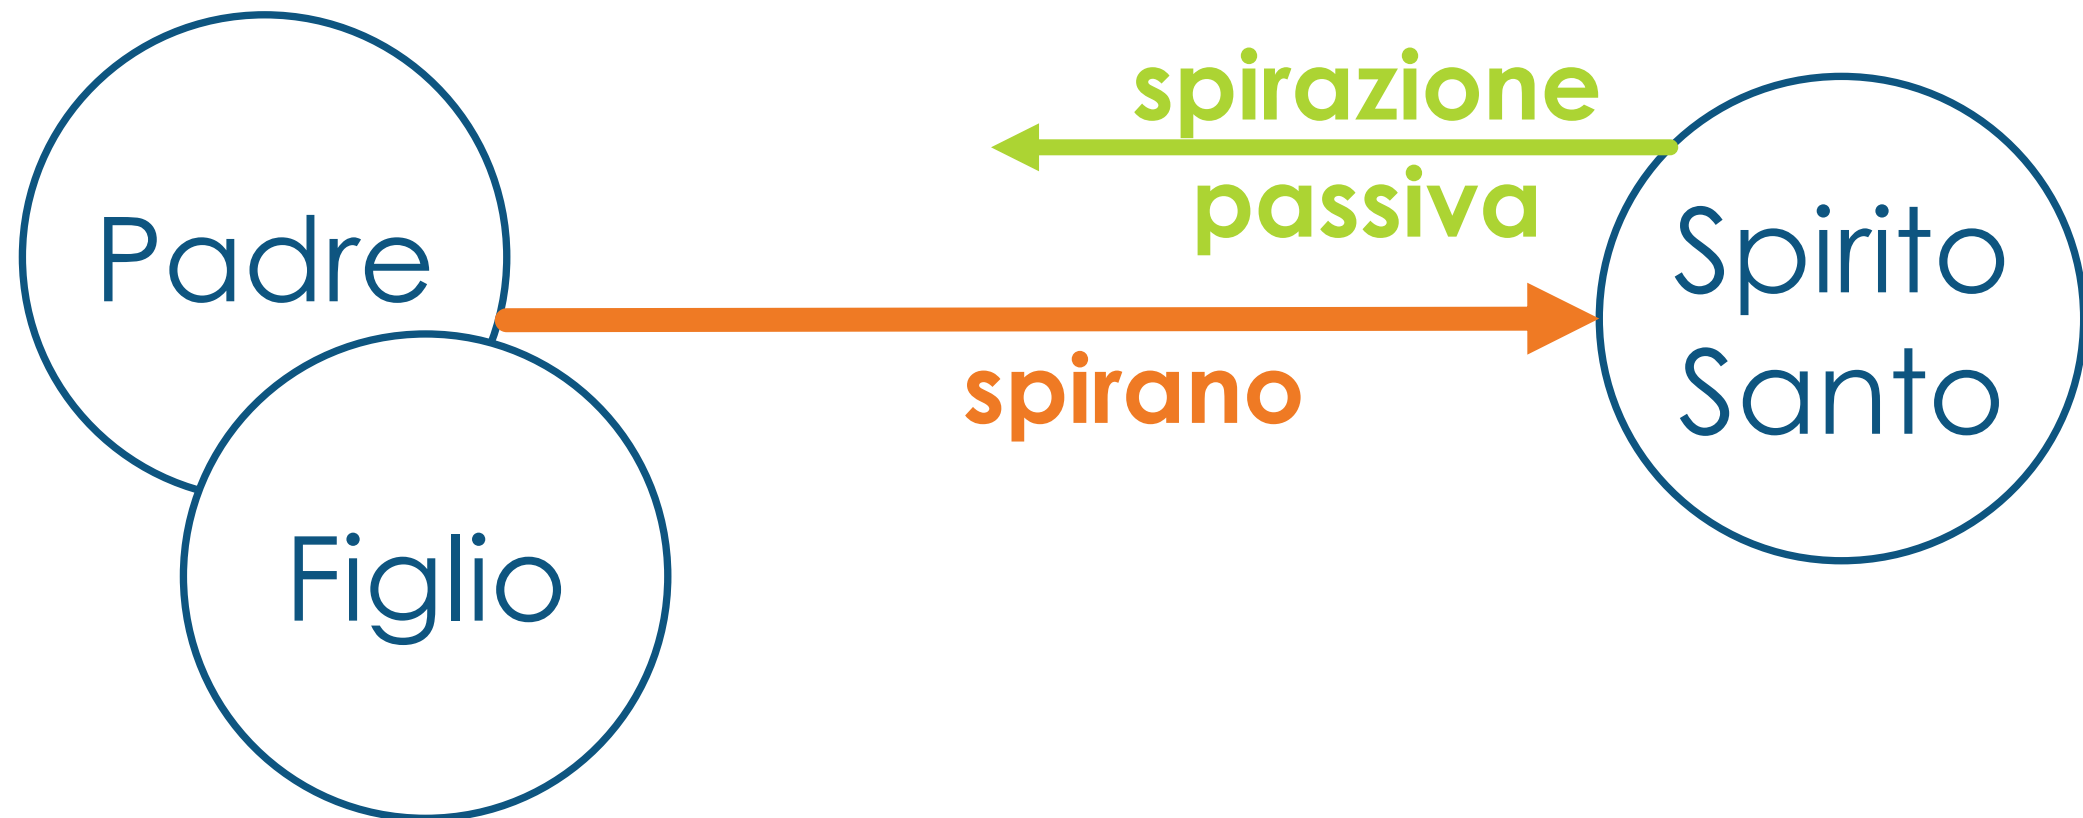 spirazione
passiva
Padre
Spirito
Santo
spirano
Figlio